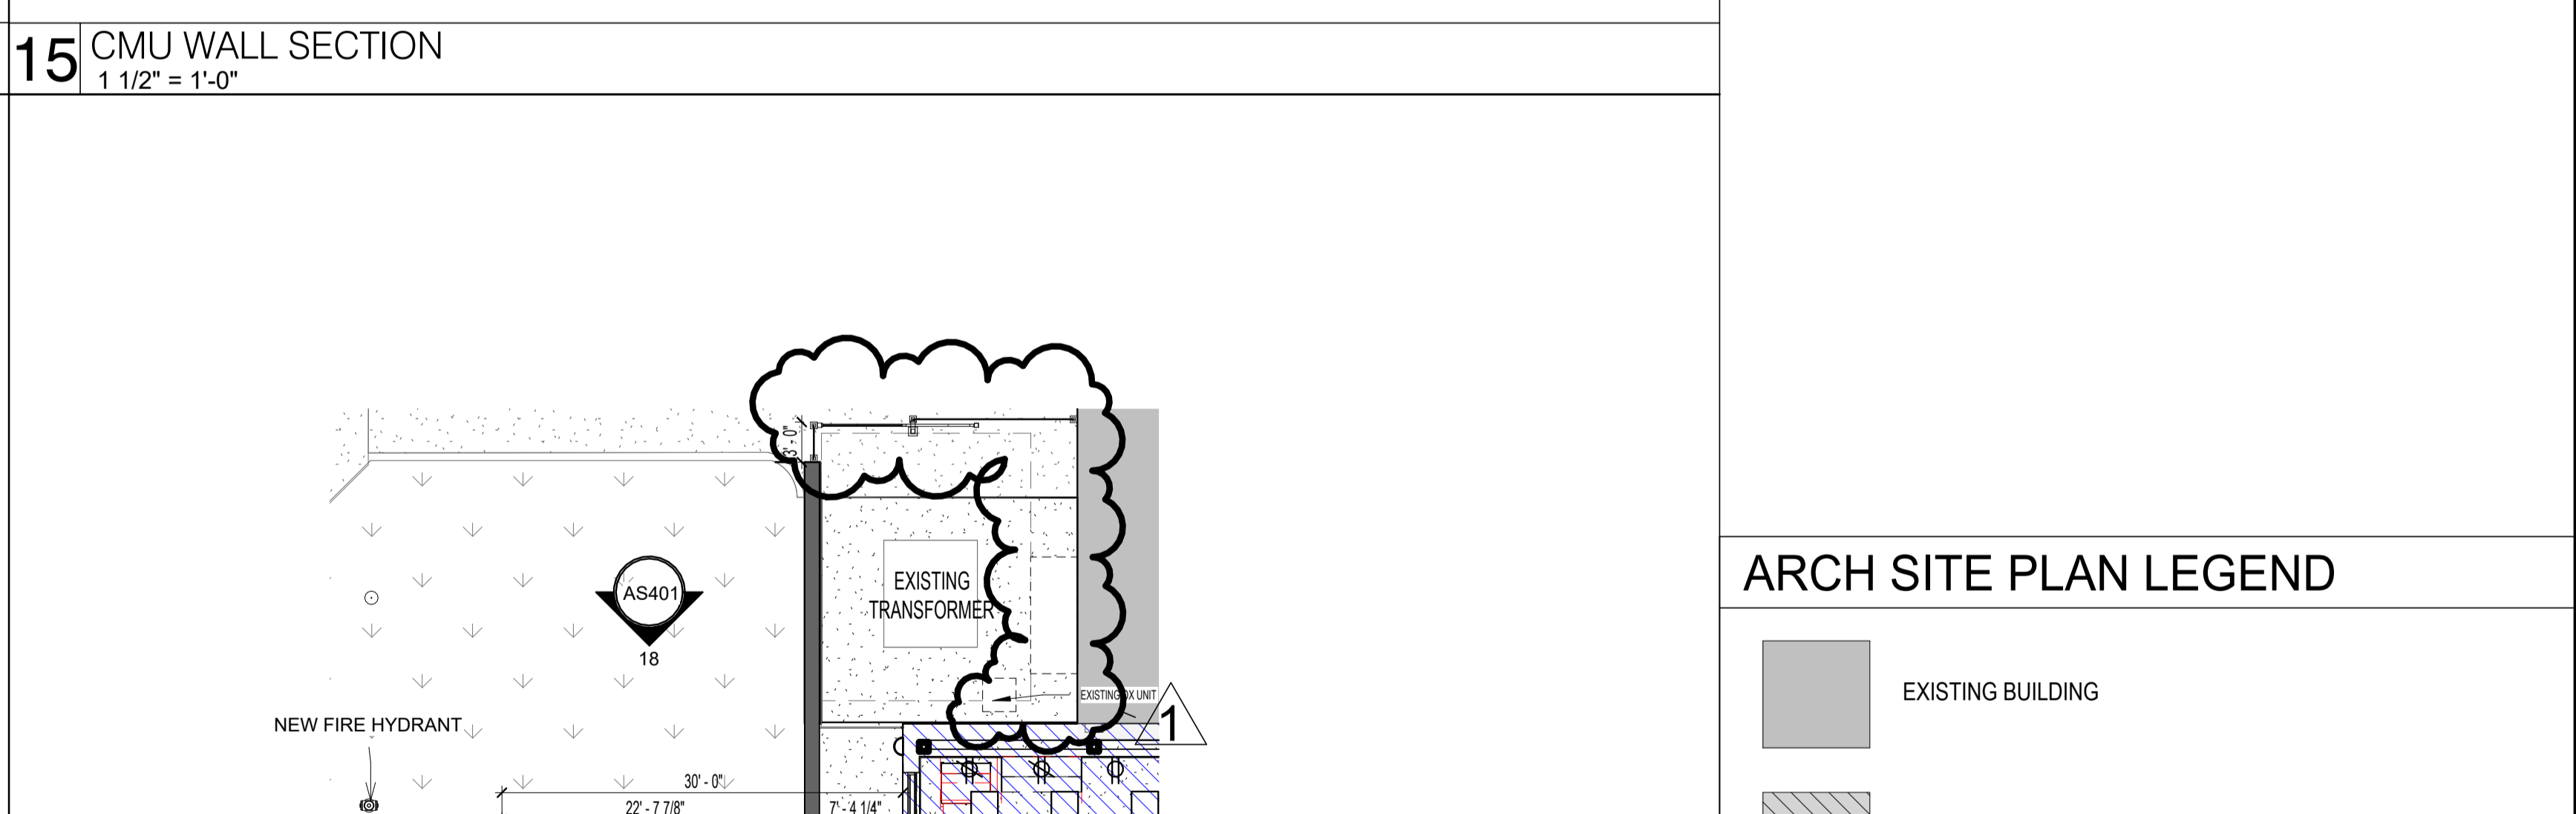 15
CMU WALL SECTION
1 1/2" = 1'-0"
3' - 0"
EXISTING
TRANSFORMER
AS401
18
EXISTING DX UNIT
1
NEW FIRE HYDRANT
30' - 0"
22' - 7 7/8"
7' - 4 1/4"
ARCH SITE PLAN LEGEND
EXISTING BUILDING